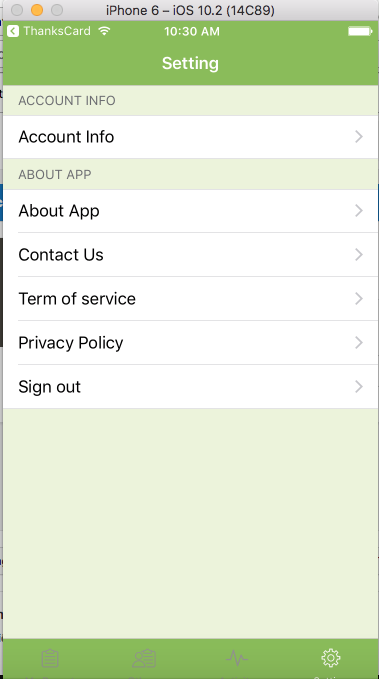 iPhone 6 – iOS 10.2 (14C89)
ThanksCard 10:30 AM
Setting
ACCOUNT INFO
Account Info
ABOUT APP
About App
Contact Us
Term of service
Privacy Policy
Sign out